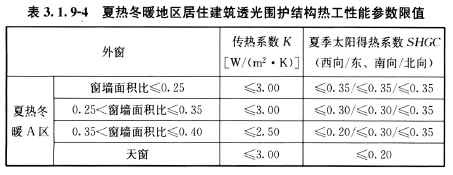 表 3.1.9-4 夏热冬暖地区居住建筑透光围护结构热工性能参数限值
外窗 传热系数 K [W/(m²·K)] 夏季太阳得热系数 SHGC (西向/东、南向/北向)
夏热冬暖 A 区
窗墙面积比≤0.25 ≤3.00 ≤0.35/≤0.35/≤0.35
0.25<窗墙面积比≤0.35 ≤3.00 ≤0.30/≤0.30/≤0.35
0.35<窗墙面积比≤0.40 ≤2.50 ≤0.20/≤0.30/≤0.35
天窗 ≤3.00 ≤0.20